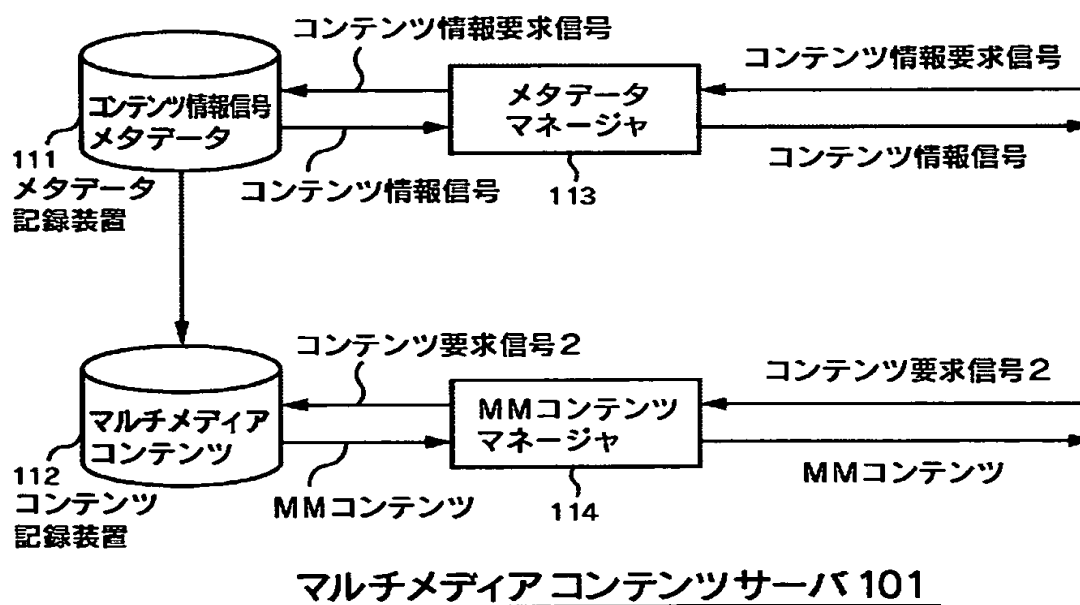 コンテンツ情報要求信号
コンテンツ情報要求信号
コンテンツ情報信号
メタデータ
メタデータ
マネージャ
111
メタデータ
記録装置
コンテンツ情報信号
113
コンテンツ情報信号
コンテンツ要求信号2
コンテンツ要求信号2
マルチメディア
コンテンツ
MMコンテンツ
マネージャ
112
コンテンツ
記録装置
MMコンテンツ
114
MMコンテンツ
マルチメディアコンテンツサーバ101